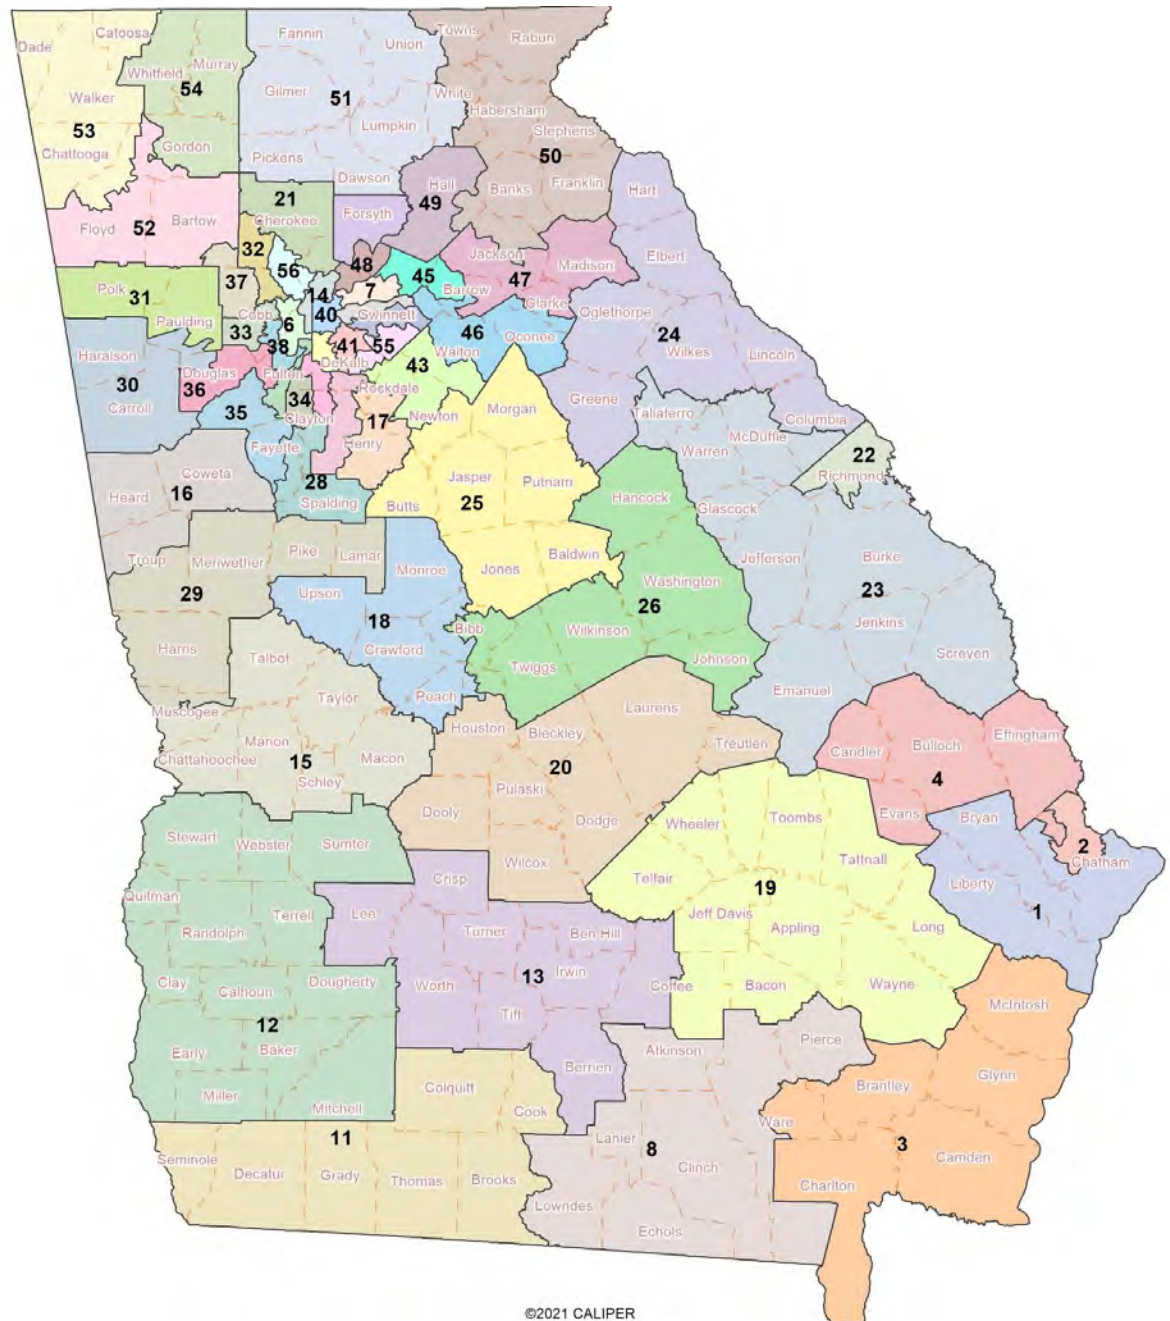 Towns
Fannin
Catoosa
Rabun
Union
Dade
Murray
Whitfield
54
Gilmer
White
Walker
51
Habersham
Lumpkin
Stephens
53
Gordon
Chattooga
50
Pickens
Dawson
Hall
Franklin
Banks
Hart
21
49
Forsyth
Cherokee
Bartow
Floyd
52
32
Jackson
Elbert
48
Madison
56
45
47
37
7
Barrow
Polk
14
31
Clarke
Oglethorpe
Cobb
40
Gwinnett
Paulding
6
33
46
Oconee
24
38
41
55
Walton
Wilkes
Lincoln
Haralson
DeKalb
43
Douglas
Fulton
30
36
Rockdale
34
Greene
Carroll
35
Morgan
Taliaferro
Newton
Columbia
Clayton
17
McDuffie
Henry
Fayette
Warren
22
Coweta
Jasper
Richmond
28
Putnam
16
Heard
25
Hancock
Spalding
Butts
Glascock
Pike
Lamar
Baldwin
Jefferson
Burke
Troup
Meriwether
Monroe
Jones
Washington
29
Upson
23
26
18
Jenkins
Bibb
Wilkinson
Harris
Crawford
Talbot
Johnson
Screven
Twiggs
Emanuel
Taylor
Peach
Laurens
Muscogee
Houston
Bleckley
Effingham
Marion
Treutlen
Candler
Bulloch
Chattahoochee
15
Macon
20
Schley
4
Pulaski
Dooly
Dodge
Evans
Bryan
Wheeler
Toombs
Stewart
Webster
Sumter
2
Wilcox
Tattnall
Chatham
Crisp
Telfair
19
Liberty
Quitman
Terrell
Lee
Jeff Davis
1
Randolph
Turner
Ben Hill
Appling
Long
Clay
Dougherty
13
Irwin
Calhoun
Worth
Coffee
Bacon
Wayne
McIntosh
12
Tift
Early
Baker
Atkinson
Pierce
Berrien
Glynn
Miller
Colquitt
Brantley
Mitchell
Cook
Ware
11
Lanier
3
8
Seminole
Decatur
Grady
Thomas
Brooks
Clinch
Camden
Charlton
Lowndes
Echols
©2021 CALIPER